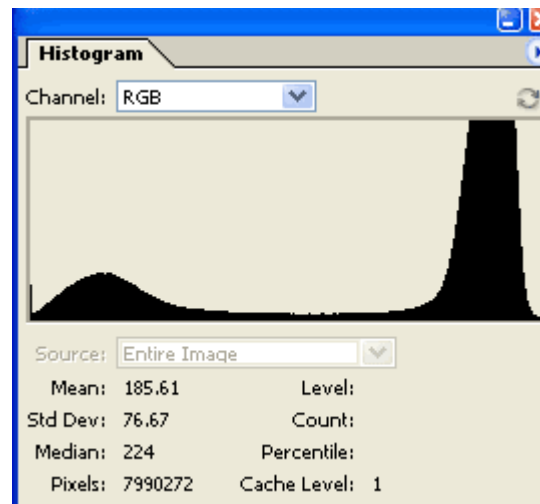 Histogram
Channel: RGB
Source: Entire Image
Mean: 185.61 Level:
Std Dev: 76.67 Count:
Median: 224 Percentile:
Pixels: 7990272 Cache Level: 1